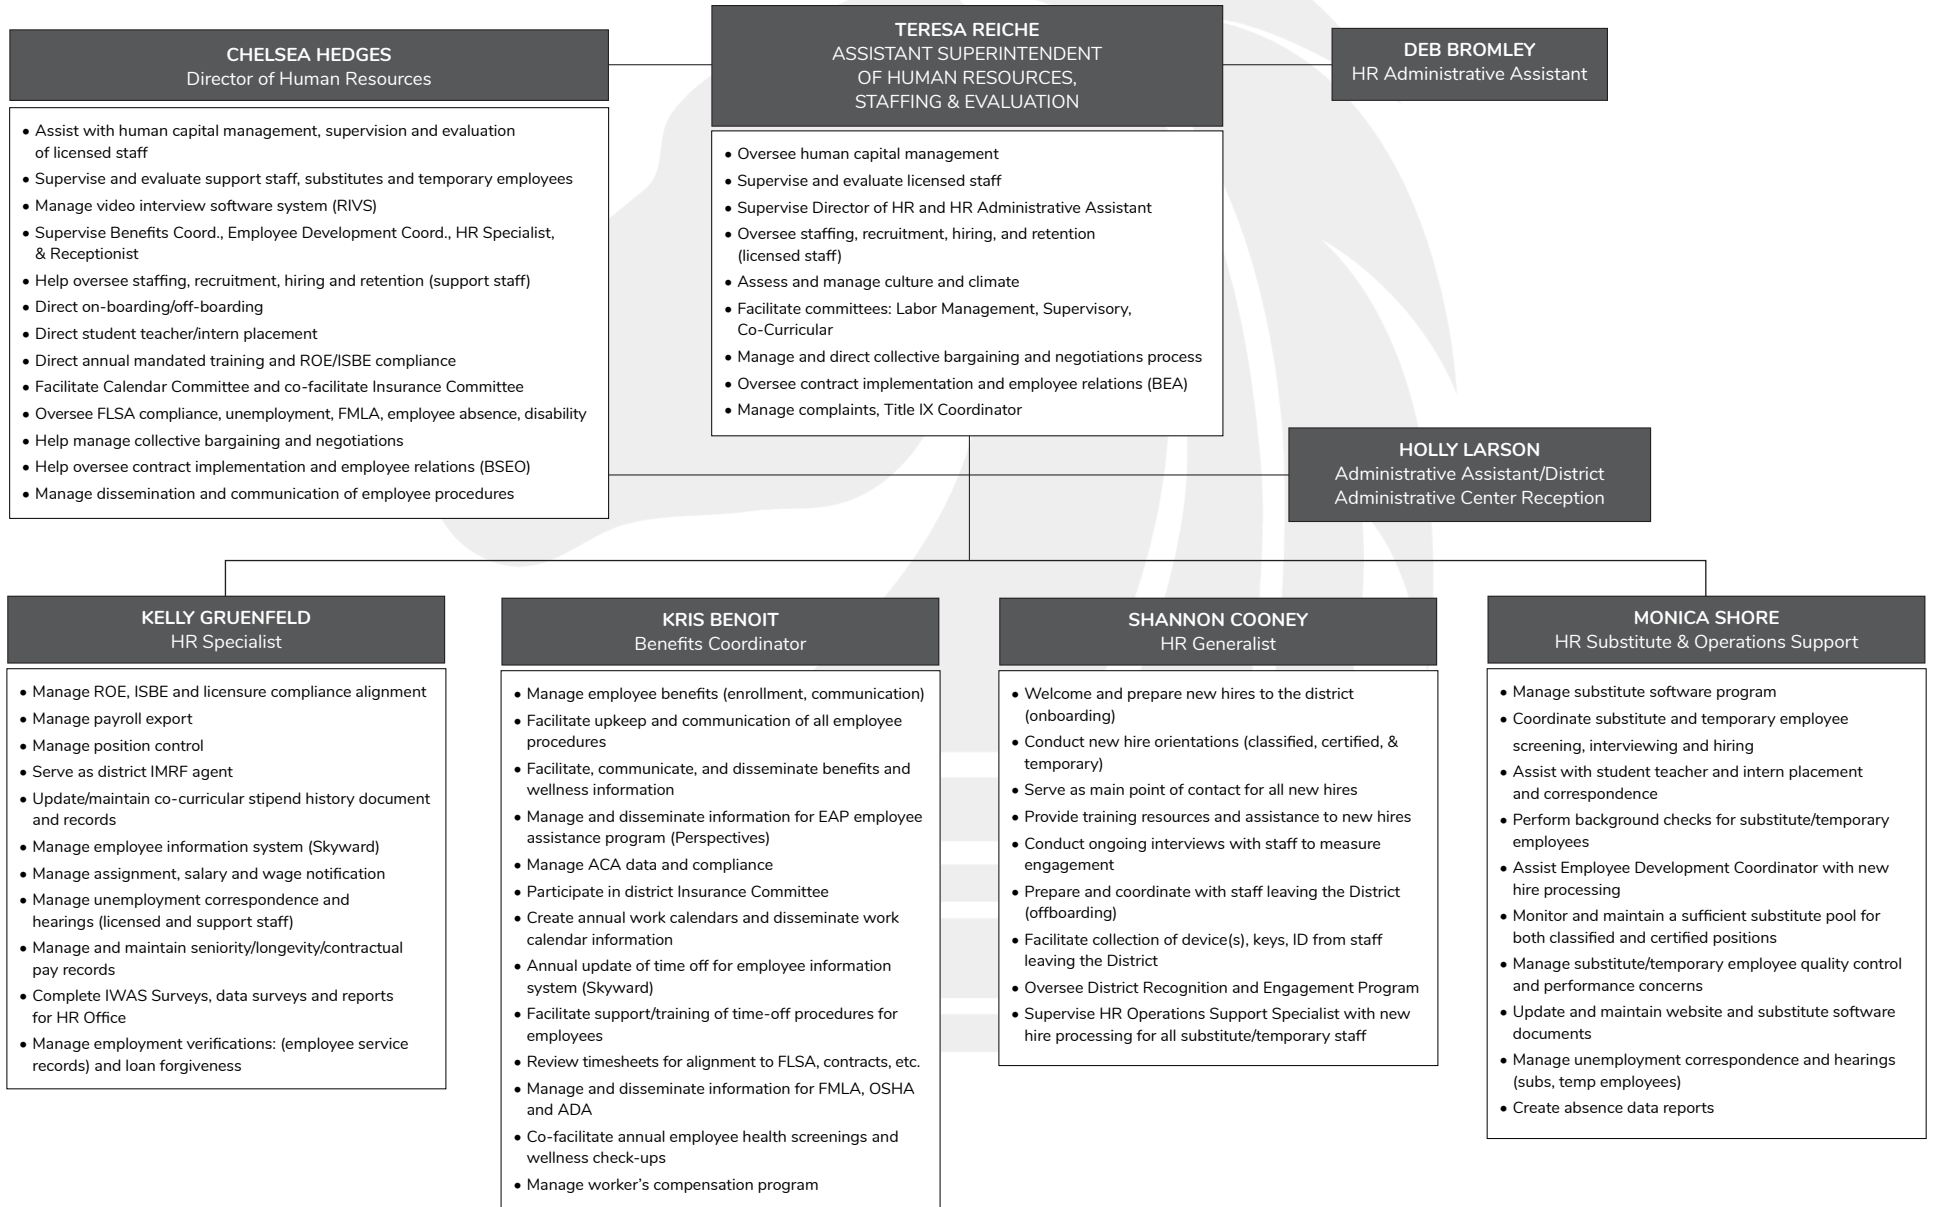 CHELSEA HEDGES
Director of Human Resources
• Assist with human capital management, supervision and evaluation
of licensed staff
• Supervise and evaluate support staff, substitutes and temporary employees
• Manage video interview software system (RIVS)
• Supervise Benefits Coord., Employee Development Coord., HR Specialist,
& Receptionist
• Help oversee staffing, recruitment, hiring and retention (support staff)
• Direct on-boarding/off-boarding
• Direct student teacher/intern placement
• Direct annual mandated training and ROE/ISBE compliance
• Facilitate Calendar Committee and co-facilitate Insurance Committee
• Oversee FLSA compliance, unemployment, FMLA, employee absence, disability
• Help manage collective bargaining and negotiations
• Help oversee contract implementation and employee relations (BSEO)
• Manage dissemination and communication of employee procedures
TERESA REICHE
ASSISTANT SUPERINTENDENT
OF HUMAN RESOURCES,
STAFFING & EVALUATION
• Oversee human capital management
• Supervise and evaluate licensed staff
• Supervise Director of HR and HR Administrative Assistant
• Oversee staffing, recruitment, hiring, and retention
(licensed staff)
• Assess and manage culture and climate
• Facilitate committees: Labor Management, Supervisory,
Co-Curricular
• Manage and direct collective bargaining and negotiations process
• Oversee contract implementation and employee relations (BEA)
• Manage complaints, Title IX Coordinator
DEB BROMLEY
HR Administrative Assistant
HOLLY LARSON
Administrative Assistant/District
Administrative Center Reception
KELLY GRUENFELD
HR Specialist
• Manage ROE, ISBE and licensure compliance alignment
• Manage payroll export
• Manage position control
• Serve as district IMRF agent
• Update/maintain co-curricular stipend history document
and records
• Manage employee information system (Skyward)
• Manage assignment, salary and wage notification
• Manage unemployment correspondence and
hearings (licensed and support staff)
• Manage and maintain seniority/longevity/contractual
pay records
• Complete IWAS Surveys, data surveys and reports
for HR Office
• Manage employment verifications: (employee service
records) and loan forgiveness
KRIS BENOIT
Benefits Coordinator
• Manage employee benefits (enrollment, communication)
• Facilitate upkeep and communication of all employee
procedures
• Facilitate, communicate, and disseminate benefits and
wellness information
• Manage and disseminate information for EAP employee
assistance program (Perspectives)
• Manage ACA data and compliance
• Participate in district Insurance Committee
• Create annual work calendars and disseminate work
calendar information
• Annual update of time off for employee information
system (Skyward)
• Facilitate support/training of time-off procedures for
employees
• Review timesheets for alignment to FLSA, contracts, etc.
• Manage and disseminate information for FMLA, OSHA
and ADA
• Co-facilitate annual employee health screenings and
wellness check-ups
• Manage worker’s compensation program
SHANNON COONEY
HR Generalist
• Welcome and prepare new hires to the district
(onboarding)
• Conduct new hire orientations (classified, certified, &
temporary)
• Serve as main point of contact for all new hires
• Provide training resources and assistance to new hires
• Conduct ongoing interviews with staff to measure
engagement
• Prepare and coordinate with staff leaving the District
(offboarding)
• Facilitate collection of device(s), keys, ID from staff
leaving the District
• Oversee District Recognition and Engagement Program
• Supervise HR Operations Support Specialist with new
hire processing for all substitute/temporary staff
MONICA SHORE
HR Substitute & Operations Support
• Manage substitute software program
• Coordinate substitute and temporary employee
screening, interviewing and hiring
• Assist with student teacher and intern placement
and correspondence
• Perform background checks for substitute/temporary
employees
• Assist Employee Development Coordinator with new
hire processing
• Monitor and maintain a sufficient substitute pool for
both classified and certified positions
• Manage substitute/temporary employee quality control
and performance concerns
• Update and maintain website and substitute software
documents
• Manage unemployment correspondence and hearings
(subs, temp employees)
• Create absence data reports